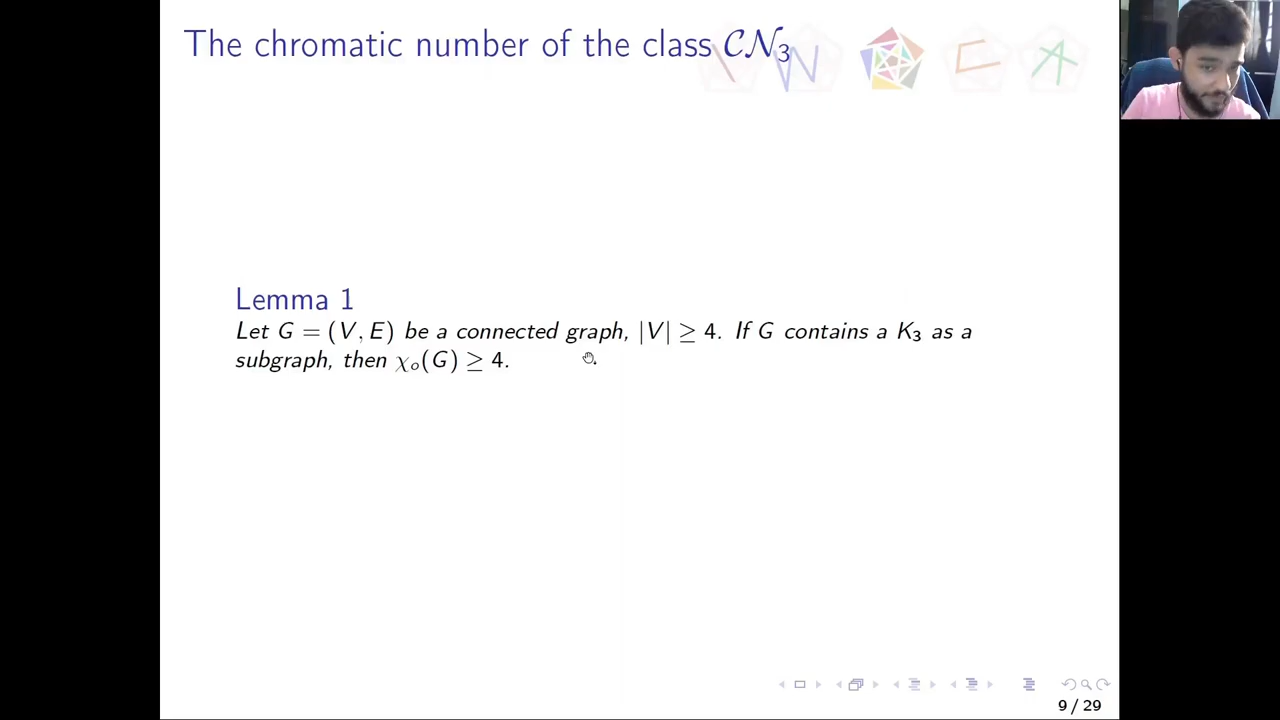 The chromatic number of the class 𝒞𝒩₃
Lemma 1
Let G = (V, E) be a connected graph, |V| ≥ 4. If G contains a K₃ as a
subgraph, then χₒ(G) ≥ 4.
9 / 29